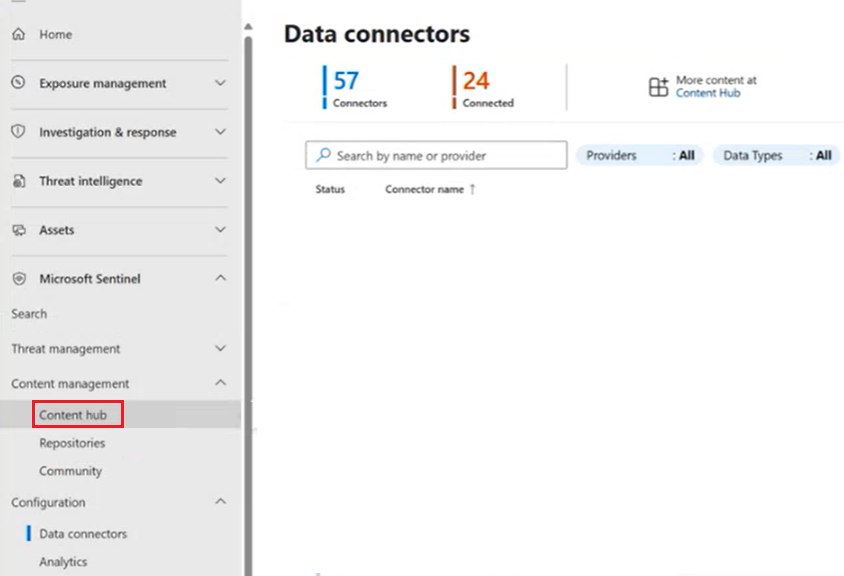 Home
Exposure management
Investigation & response
Threat intelligence
Assets
Microsoft Sentinel
Search
Threat management
Content management
Content hub
Repositories
Community
Configuration
Data connectors
Analytics
Data connectors
57
Connectors
24
Connected
More content at
Content Hub
Search by name or provider
Providers : All
Data Types : All
Status Connector name ↑